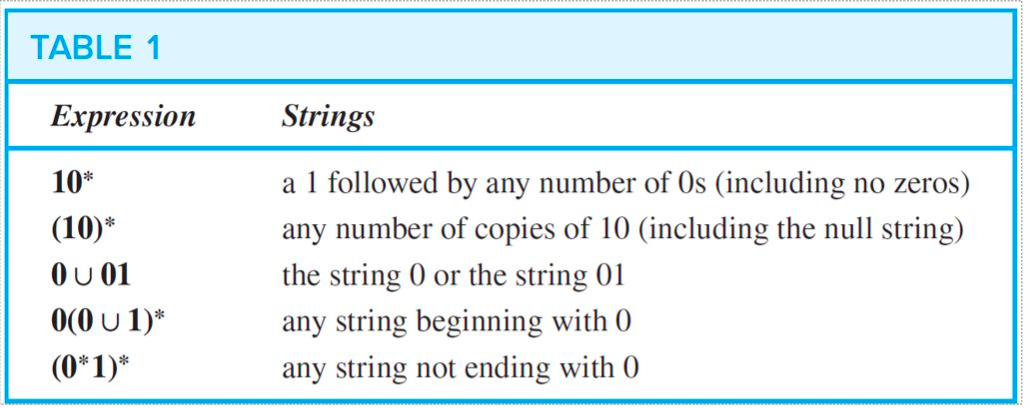 TABLE 1
Expression Strings
10* a 1 followed by any number of 0s (including no zeros)
(10)* any number of copies of 10 (including the null string)
0 ∪ 01 the string 0 or the string 01
0(0 ∪ 1)* any string beginning with 0
(0*1)* any string not ending with 0